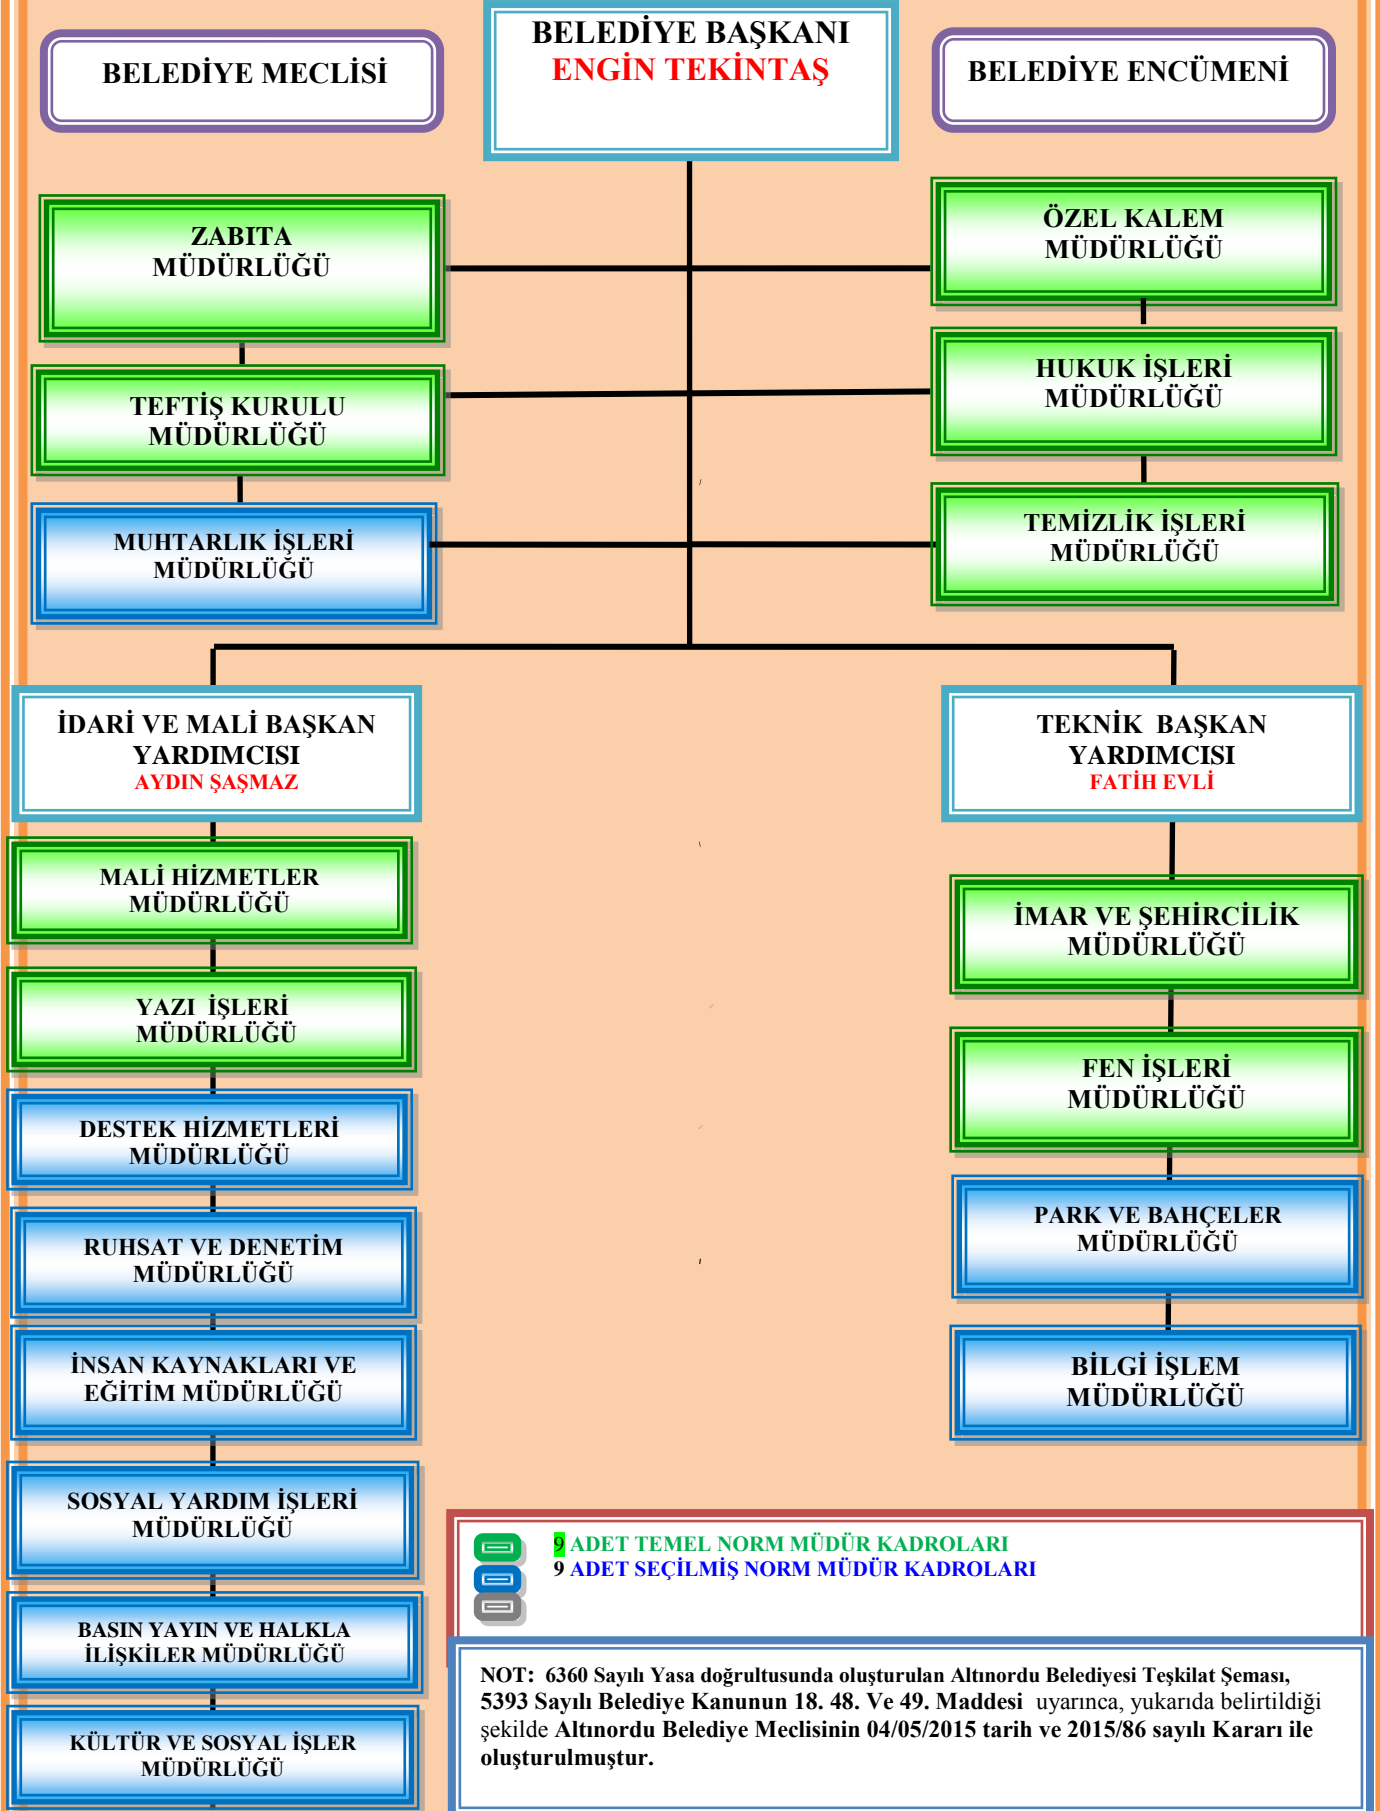 BELEDİYE MECLİSİ
BELEDİYE BAŞKANI
ENGİN TEKİNTAŞ
BELEDİYE ENCÜMENİ
ZABITA
MÜDÜRLÜĞÜ
ÖZEL KALEM
MÜDÜRLÜĞÜ
TEFTİŞ KURULU
MÜDÜRLÜĞÜ
HUKUK İŞLERİ
MÜDÜRLÜĞÜ
MUHTARLIK İŞLERİ
MÜDÜRLÜĞÜ
TEMİZLİK İŞLERİ
MÜDÜRLÜĞÜ
İDARİ VE MALİ BAŞKAN
YARDIMCISI
AYDIN ŞAŞMAZ
TEKNİK BAŞKAN
YARDIMCISI
FATİH EVLİ
MALİ HİZMETLER
MÜDÜRLÜĞÜ
YAZI İŞLERİ
MÜDÜRLÜĞÜ
DESTEK HİZMETLERİ
MÜDÜRLÜĞÜ
RUHSAT VE DENETİM
MÜDÜRLÜĞÜ
İNSAN KAYNAKLARI VE
EĞİTİM MÜDÜRLÜĞÜ
SOSYAL YARDIM İŞLERİ
MÜDÜRLÜĞÜ
BASIN YAYIN VE HALKLA
İLİŞKİLER MÜDÜRLÜĞÜ
KÜLTÜR VE SOSYAL İŞLER
MÜDÜRLÜĞÜ
İMAR VE ŞEHİRCİLİK
MÜDÜRLÜĞÜ
FEN İŞLERİ
MÜDÜRLÜĞÜ
PARK VE BAHÇELER
MÜDÜRLÜĞÜ
BİLGİ İŞLEM
MÜDÜRLÜĞÜ
9 ADET TEMEL NORM MÜDÜR KADROLARI
9 ADET SEÇİLMİŞ NORM MÜDÜR KADROLARI
NOT: 6360 Sayılı Yasa doğrultusunda oluşturulan Altınordu Belediyesi Teşkilat Şeması,
5393 Sayılı Belediye Kanunun 18. 48. Ve 49. Maddesi uyarınca, yukarıda belirtildiği
şekilde Altınordu Belediye Meclisinin 04/05/2015 tarih ve 2015/86 sayılı Kararı ile
oluşturulmuştur.